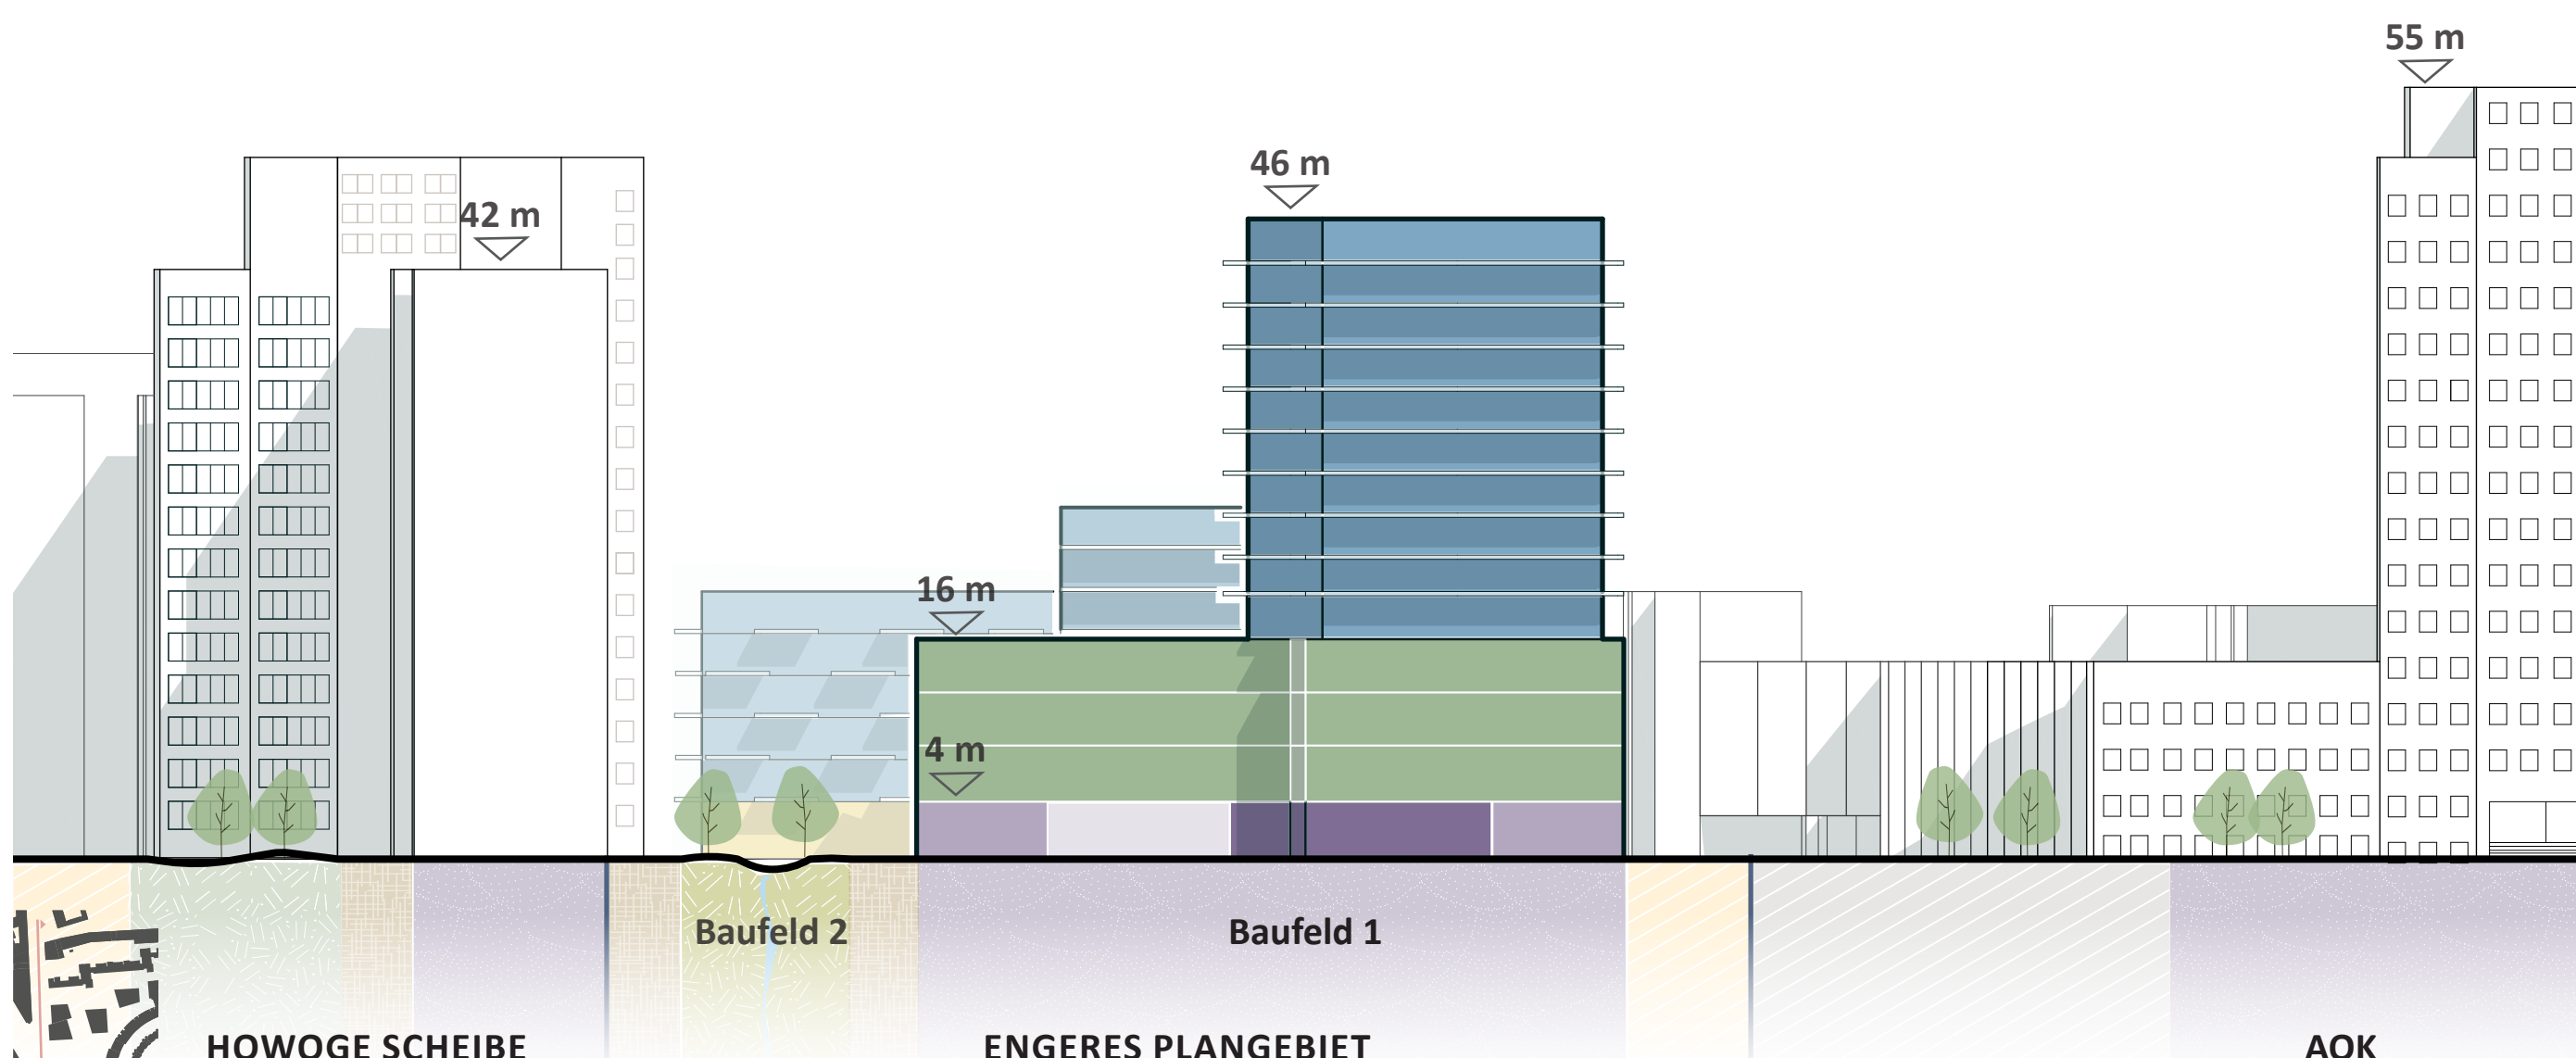 55 m
46 m
42 m
16 m
4 m
Baufeld 2
Baufeld 1
HOWOGE SCHEIBE
ENGERES PLANGEBIET
AOK